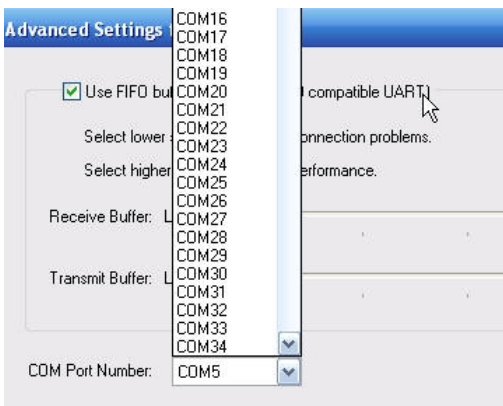 Advanced Settings
COM16
COM17
COM18
COM19
COM20
COM21
COM22
COM23
COM24
COM25
COM26
COM27
COM28
COM29
COM30
COM31
COM32
COM33
COM34
Use FIFO compatible UART)
Select lower onnection problems.
Select higher erformance.
Receive Buffer: L
Transmit Buffer: L
COM Port Number: COM5